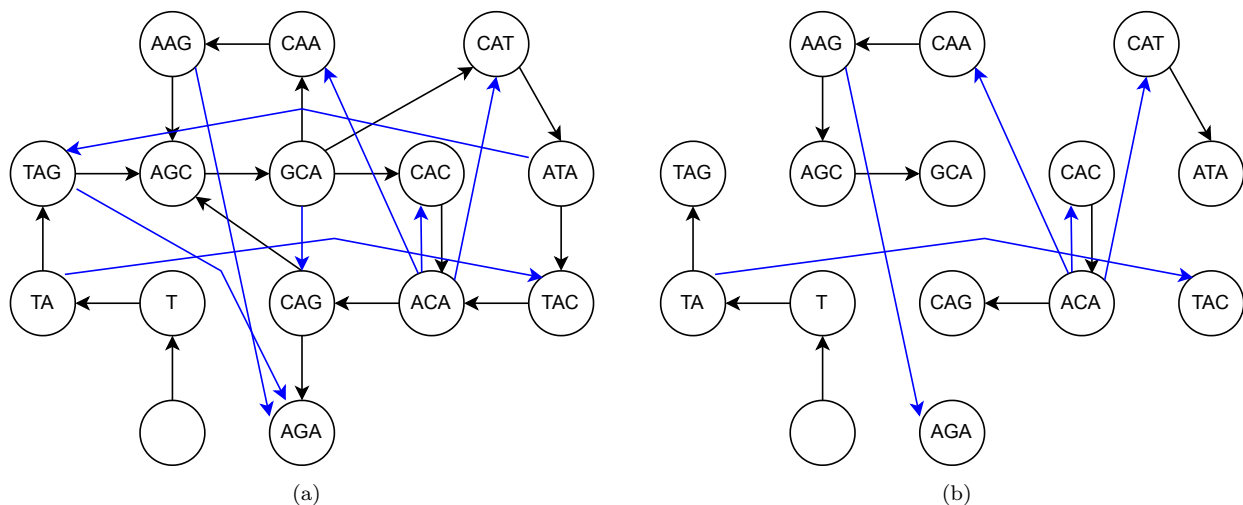 AAG CAA CAT AAG CAA CAT
TAG AGC GCA CAC ATA TAG AGC GCA CAC ATA
TA T CAG ACA TAC TA T CAG ACA TAC
AGA AGA
(a) (b)